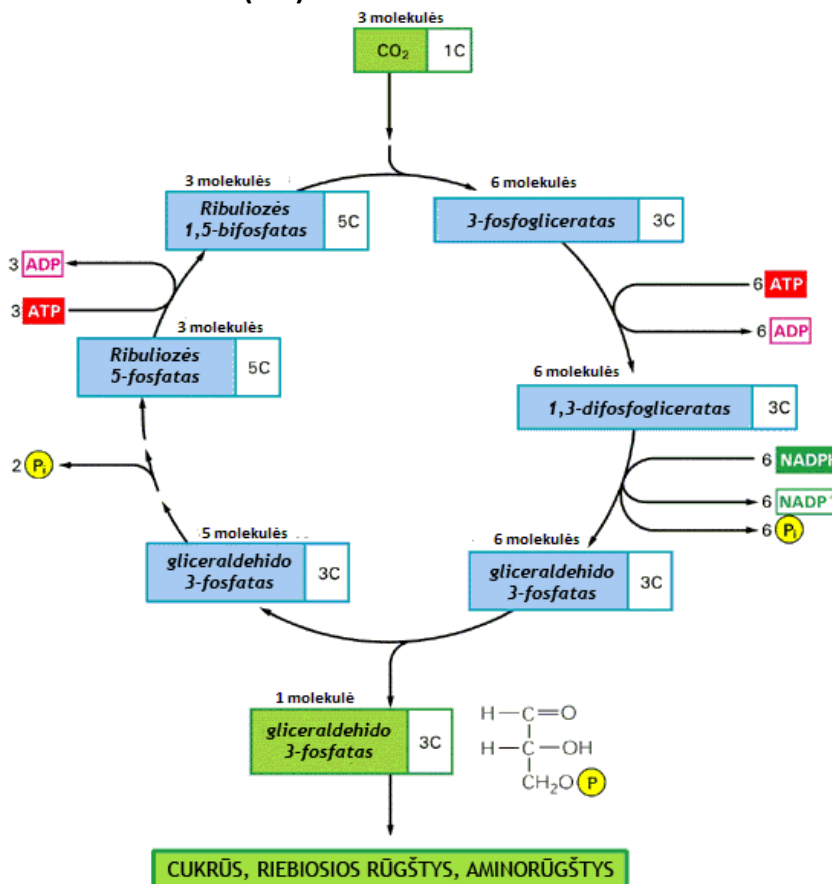 3 molekulės
CO₂ 1C
3 molekulės
Ribuliozės
1,5-bifosfatas
5C
6 molekulės
3-fosfogliceratas 3C
3 ADP
3 ATP
6 ATP
6 ADP
3 molekulės
Ribuliozės
5-fosfatas
5C
6 molekulės
1,3-difosfogliceratas 3C
2 Pi
6 NADPH
6 NADP⁺
6 Pi
5 molekulės
gliceraldehido
3-fosfatas
3C
6 molekulės
gliceraldehido
3-fosfatas
3C
1 molekulė
gliceraldehido
3-fosfatas
3C
H—C=O
H—C—OH
CH₂O P
CUKRŪS, RIEBIOSIOS RŪGŠTYS, AMINORŪGŠTYS